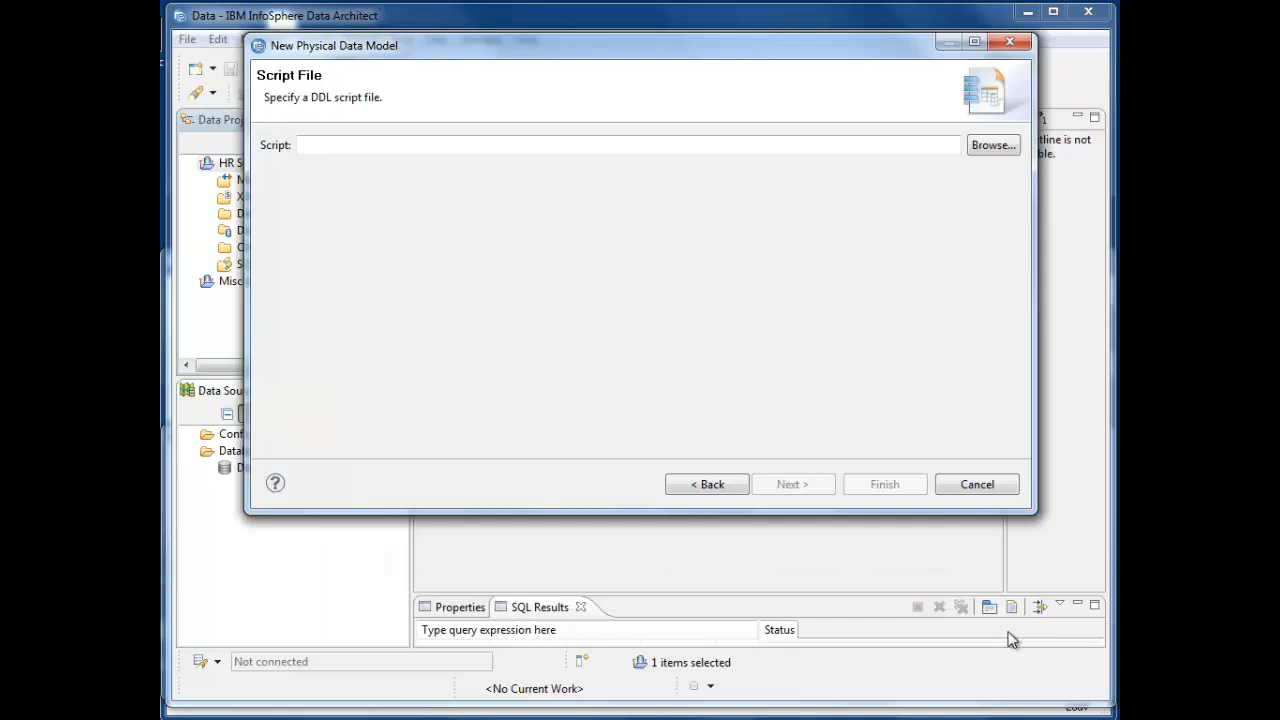 Data - IBM InfoSphere Data Architect
File Edit
New Physical Data Model
Script File
Specify a DDL script file.
Data Proj
1
tline is not
ble.
Script:
Browse...
HR S
M
X
D
D
C
S
Misc
Data Sou
Conf
Datab
D
?
< Back
Next >
Finish
Cancel
Properties
SQL Results
Type query expression here
Status
Not connected
1 items selected
<No Current Work>